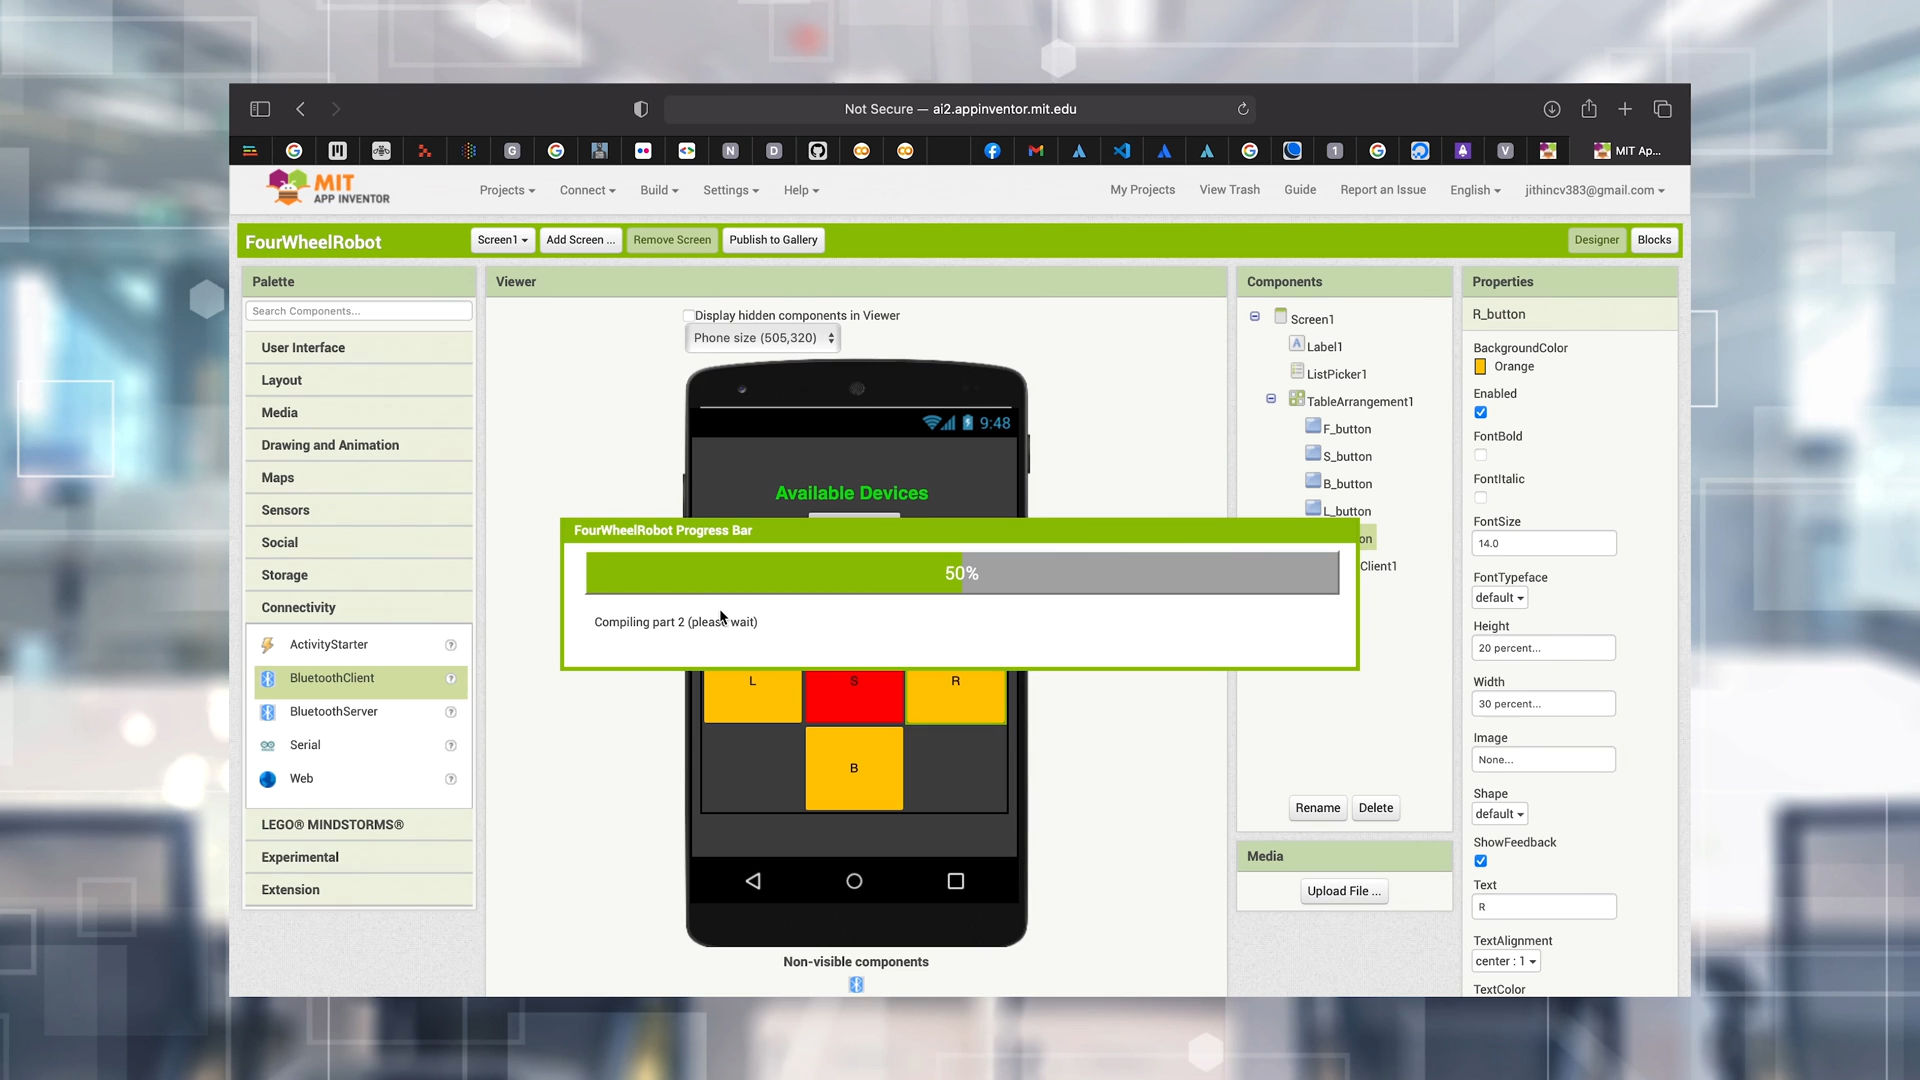 Not Secure — ai2.appinventor.mit.edu
MIT Ap...
MIT
APP INVENTOR
Projects
Connect
Build
Settings
Help
My Projects
View Trash
Guide
Report an Issue
English
jithincv383@gmail.com
FourWheelRobot
Screen1
Add Screen ...
Remove Screen
Publish to Gallery
Designer
Blocks
Palette
Search Components...
User Interface
Layout
Media
Drawing and Animation
Maps
Sensors
Social
Storage
Connectivity
ActivityStarter
BluetoothClient
BluetoothServer
Serial
Web
LEGO® MINDSTORMS®
Experimental
Extension
Viewer
Display hidden components in Viewer
Phone size (505,320)
9:48
Available Devices
FourWheelRobot Progress Bar
50%
Compiling part 2 (please wait)
L
S
R
B
Non-visible components
Components
Screen1
Label1
ListPicker1
TableArrangement1
F_button
S_button
B_button
L_button
on
Client1
Rename
Delete
Media
Upload File ...
Properties
R_button
BackgroundColor
Orange
Enabled
FontBold
FontItalic
FontSize
14.0
FontTypeface
default
Height
20 percent...
Width
30 percent...
Image
None...
Shape
default
ShowFeedback
Text
R
TextAlignment
center : 1
TextColor